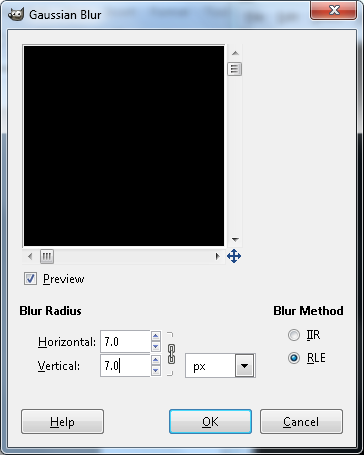 Gaussian Blur
Preview
Blur Radius
Blur Method
Horizontal: 7.0
IIR
Vertical: 7.0
px
RLE
Help
OK
Cancel